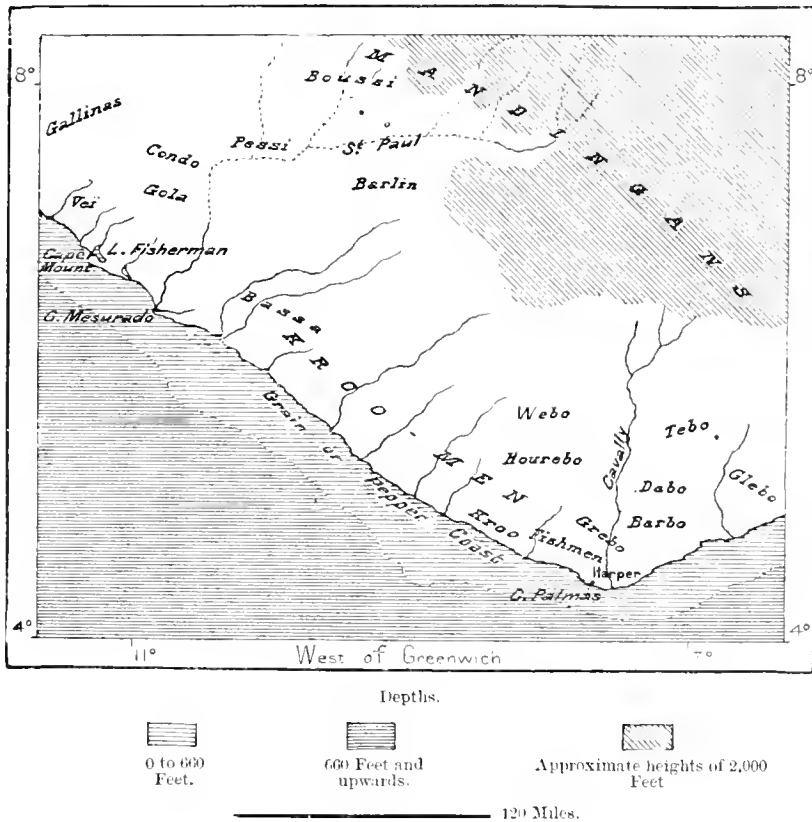 8°
8°
MANDINGANS
Boussi
Gallinas
Condo
Pessi
St. Paul
Gola
Barlin
Vei
L. Fisherman
Cape
Mount
C. Mesurado
Bassa
KROO-MEN
Grain or Pepper Coast
Webo
Tebo
Hourebo
Cavally
Dabo
Glebo
Kroo
Fishmen
Grebo
Barbo
Harper
C. Palmas
4°
4°
11°
West of Greenwich
7°
Depths.
0 to 660
Feet.
660 Feet and
upwards.
Approximate heights of 2,000
Feet
120 Miles.